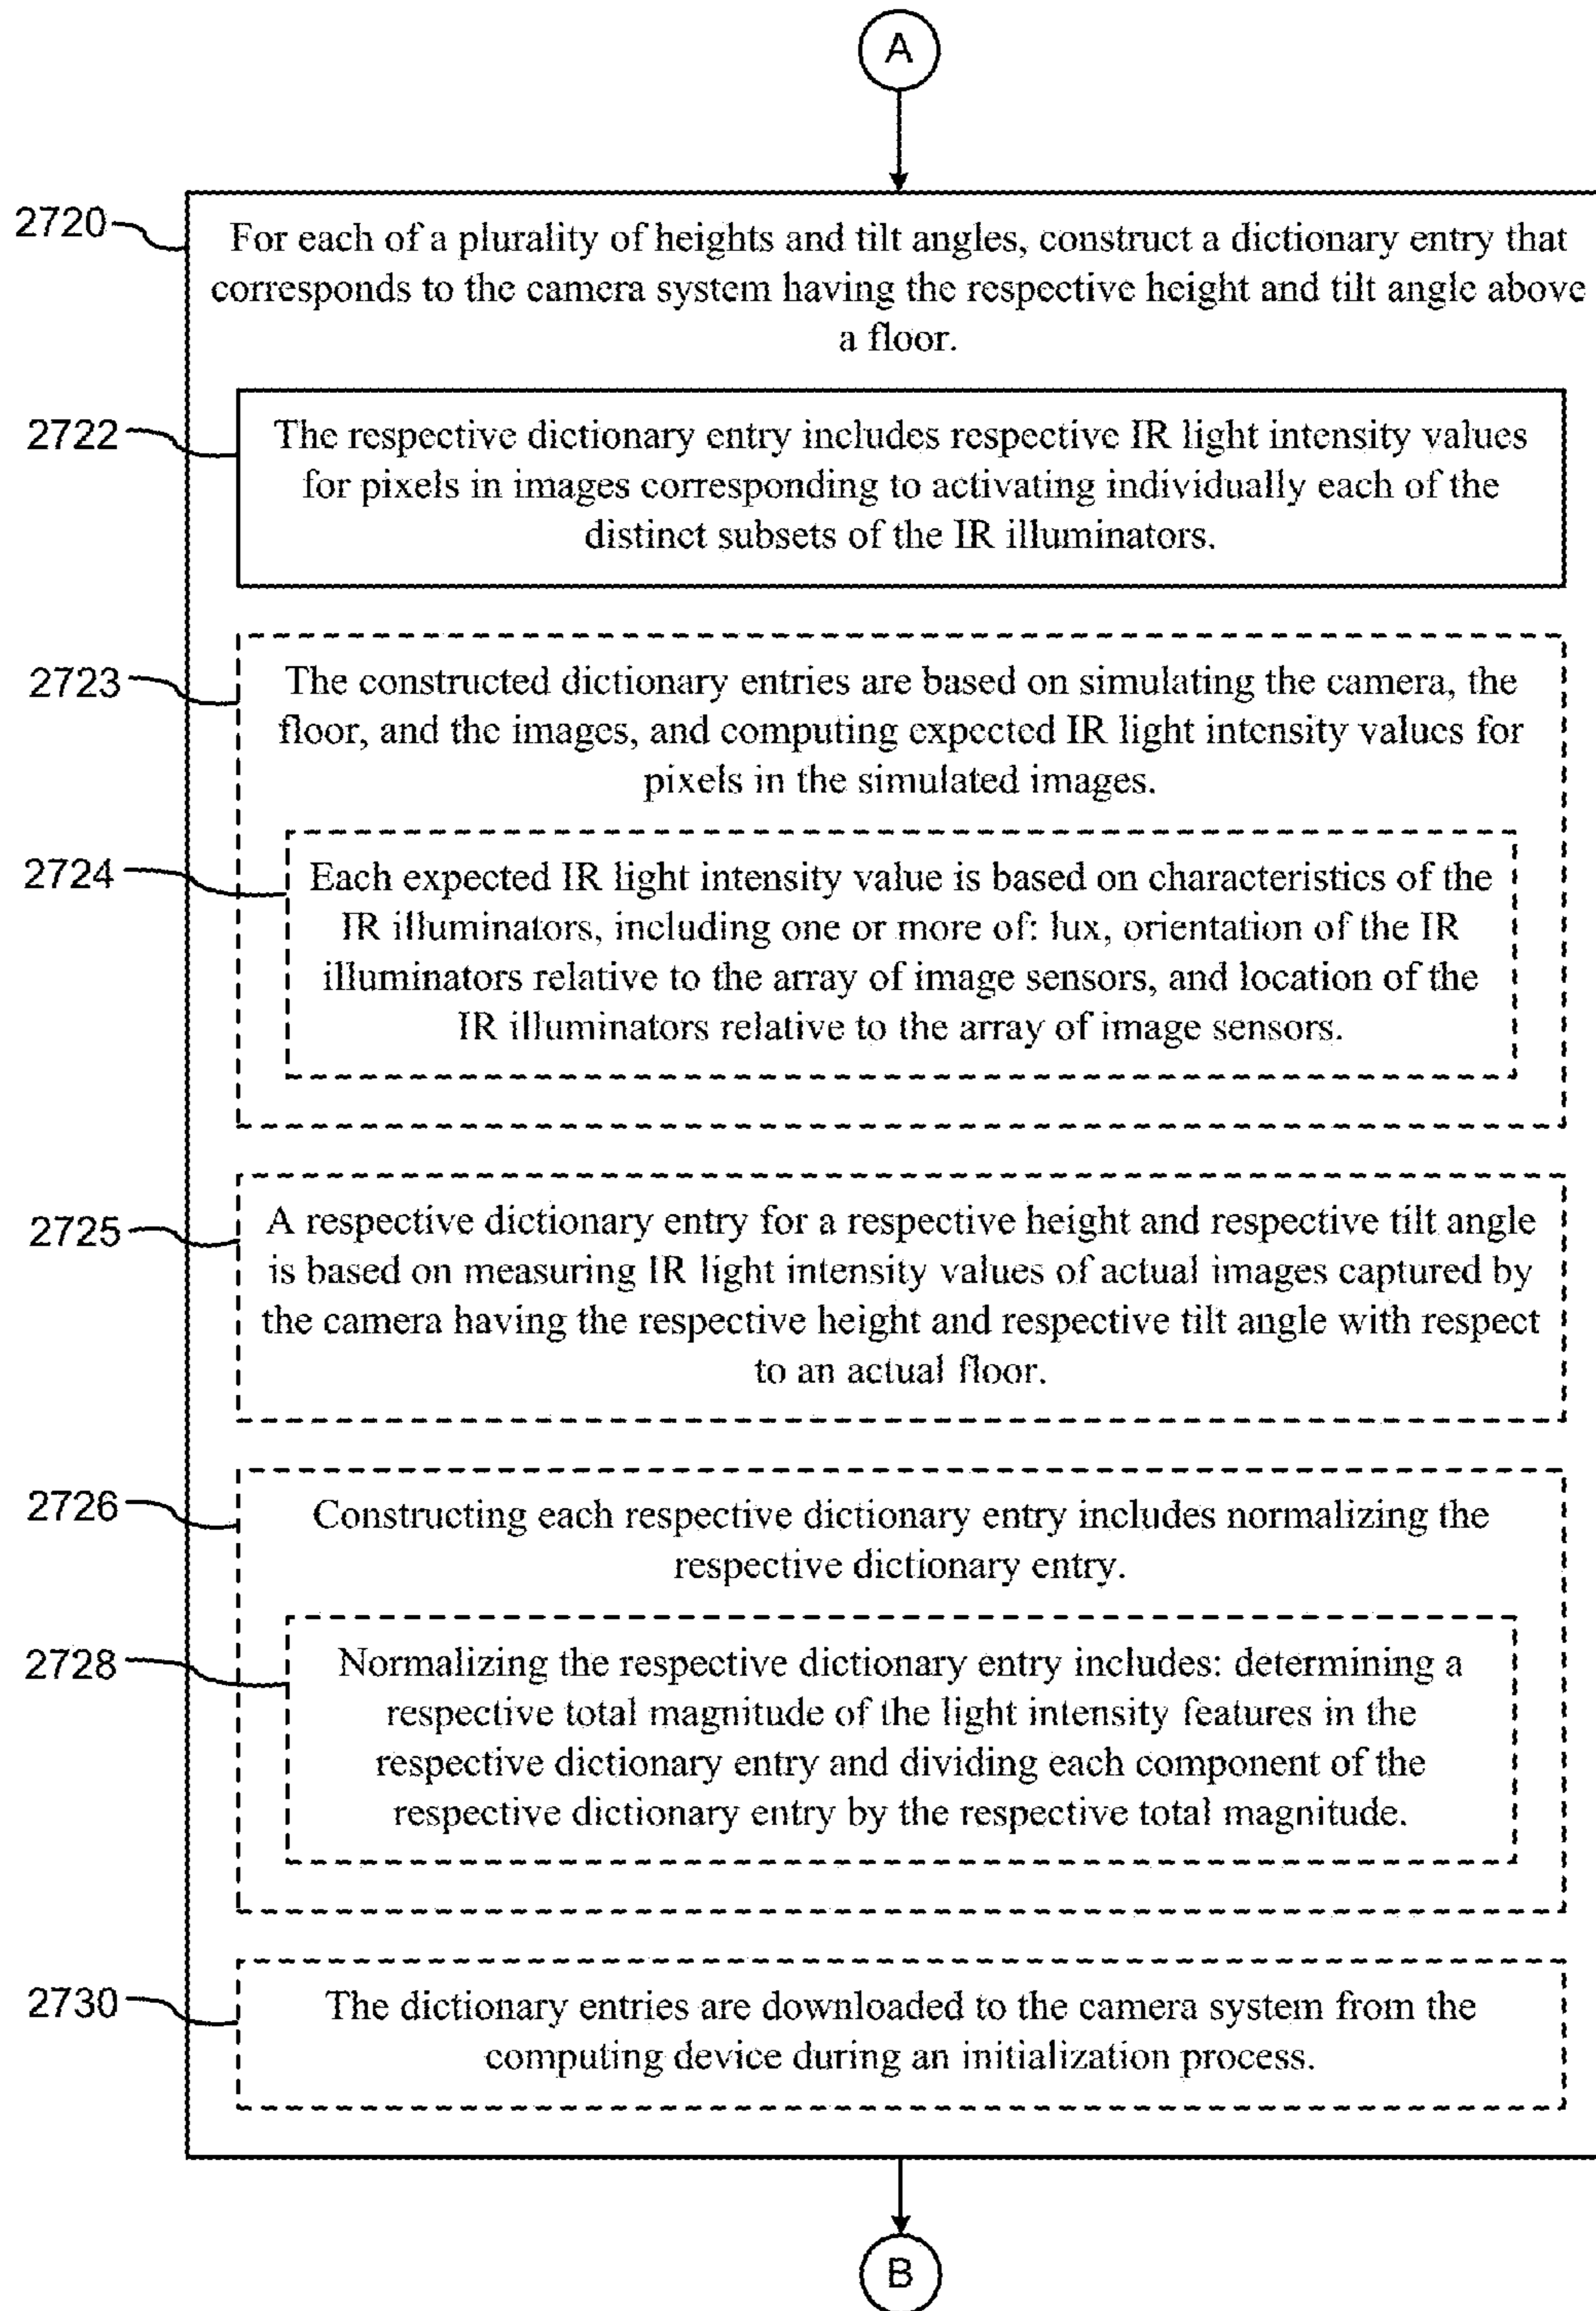 A
2720
For each of a plurality of heights and tilt angles, construct a dictionary entry that
corresponds to the camera system having the respective height and tilt angle above
a floor.
2722
The respective dictionary entry includes respective IR light intensity values
for pixels in images corresponding to activating individually each of the
distinct subsets of the IR illuminators.
2723
The constructed dictionary entries are based on simulating the camera, the
floor, and the images, and computing expected IR light intensity values for
pixels in the simulated images.
2724
Each expected IR light intensity value is based on characteristics of the
IR illuminators, including one or more of: lux, orientation of the IR
illuminators relative to the array of image sensors, and location of the
IR illuminators relative to the array of image sensors.
2725
A respective dictionary entry for a respective height and respective tilt angle
is based on measuring IR light intensity values of actual images captured by
the camera having the respective height and respective tilt angle with respect
to an actual floor.
2726
Constructing each respective dictionary entry includes normalizing the
respective dictionary entry.
2728
Normalizing the respective dictionary entry includes: determining a
respective total magnitude of the light intensity features in the
respective dictionary entry and dividing each component of the
respective dictionary entry by the respective total magnitude.
2730
The dictionary entries are downloaded to the camera system from the
computing device during an initialization process.
B